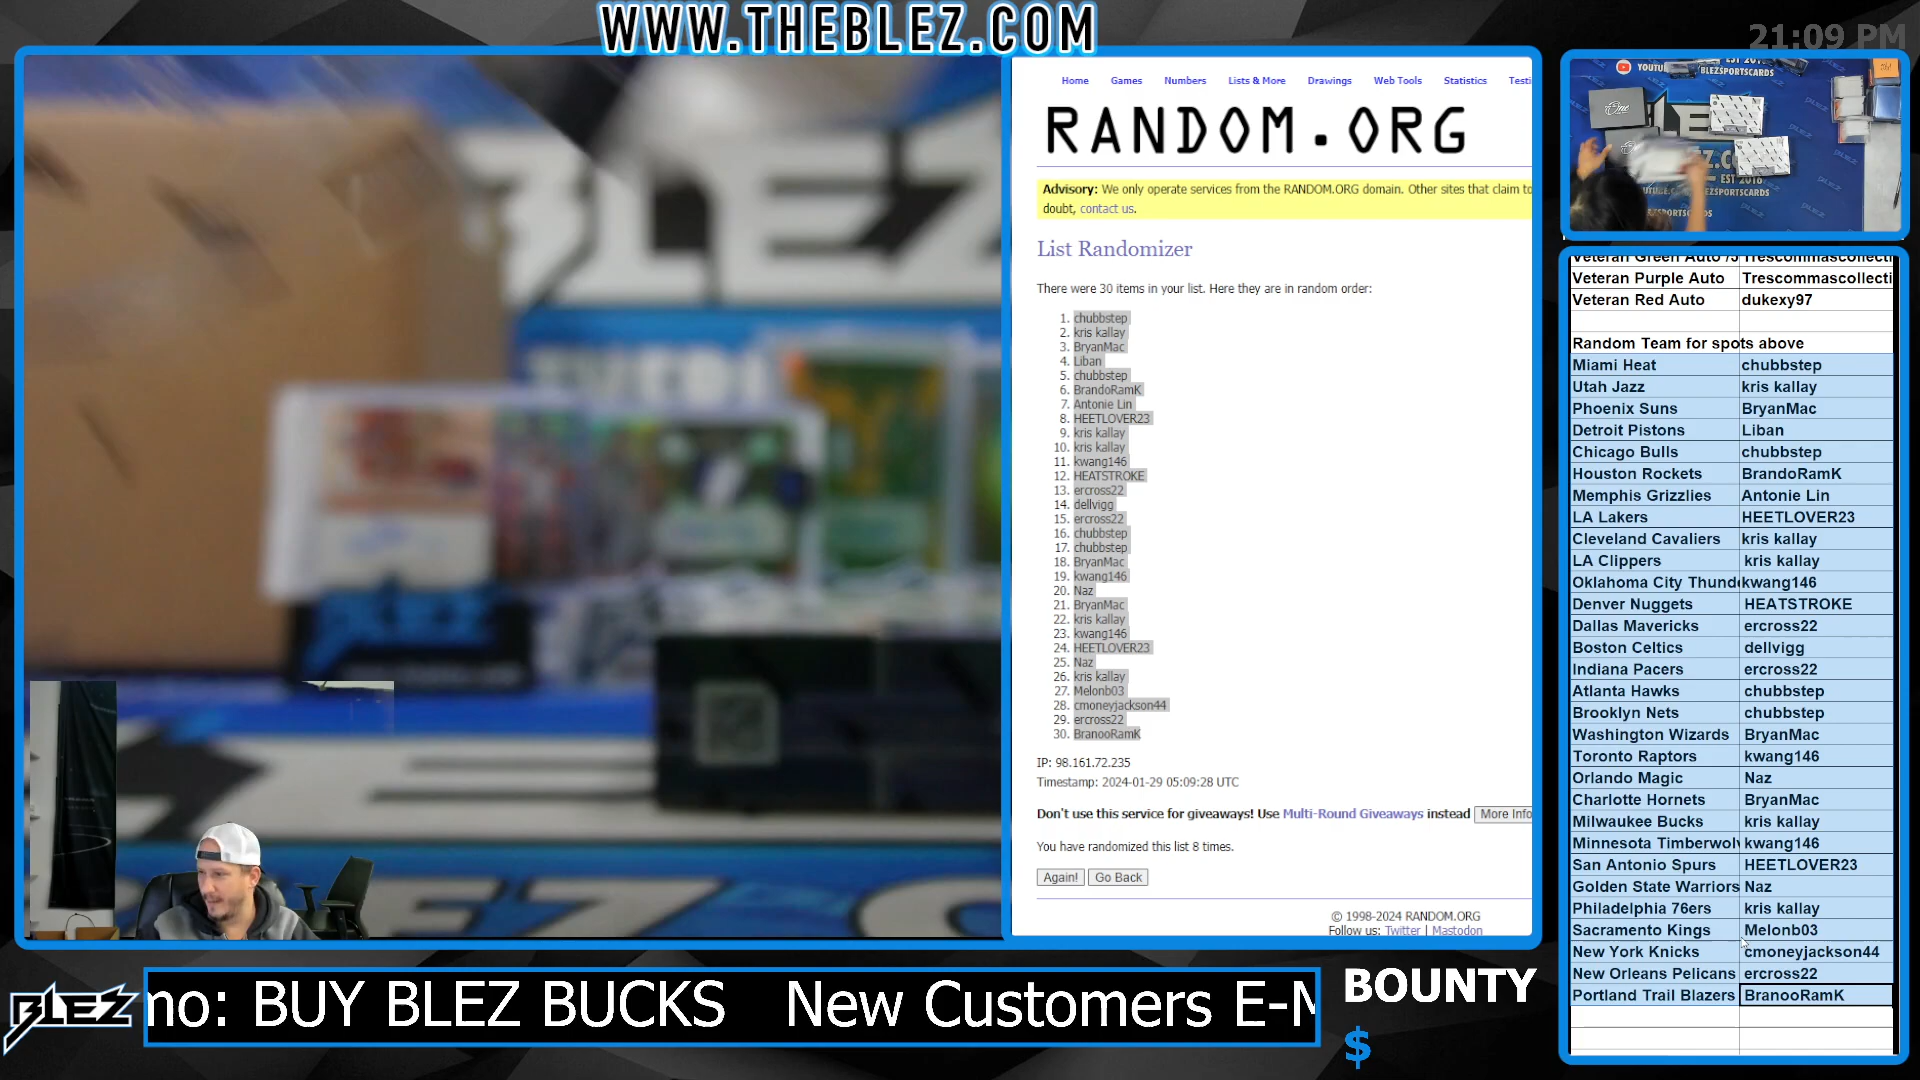 WWW.THEBLEZ.COM
21:09 PM
Home Games Numbers Lists & More Drawings Web Tools Statistics Testi
RANDOM.ORG
Advisory: We only operate services from the RANDOM.ORG domain. Other sites that claim to
doubt, contact us.
List Randomizer
There were 30 items in your list. Here they are in random order:
1. chubbstep
2. kris kallay
3. BryanMac
4. Liban
5. chubbstep
6. BrandoRamK
7. Antonie Lin
8. HEETLOVER23
9. kris kallay
10. kris kallay
11. kwang146
12. HEATSTROKE
13. ercross22
14. dellvigg
15. ercross22
16. chubbstep
17. chubbstep
18. BryanMac
19. kwang146
20. Naz
21. BryanMac
22. kris kallay
23. kwang146
24. HEETLOVER23
25. Naz
26. kris kallay
27. Melonb03
28. cmoneyjackson44
29. ercross22
30. BranooRamK
IP: 98.161.72.235
Timestamp: 2024-01-29 05:09:28 UTC
Don't use this service for giveaways! Use Multi-Round Giveaways instead More Info
You have randomized this list 8 times.
Again! Go Back
© 1998-2024 RANDOM.ORG
Follow us: Twitter | Mastodon
BLEZSPORTSCARDS
Veteran Green Auto /5 Trescommascollecti
Veteran Purple Auto Trescommascollecti
Veteran Red Auto dukexy97
Random Team for spots above
Miami Heat chubbstep
Utah Jazz kris kallay
Phoenix Suns BryanMac
Detroit Pistons Liban
Chicago Bulls chubbstep
Houston Rockets BrandoRamK
Memphis Grizzlies Antonie Lin
LA Lakers HEETLOVER23
Cleveland Cavaliers kris kallay
LA Clippers kris kallay
Oklahoma City Thund kwang146
Denver Nuggets HEATSTROKE
Dallas Mavericks ercross22
Boston Celtics dellvigg
Indiana Pacers ercross22
Atlanta Hawks chubbstep
Brooklyn Nets chubbstep
Washington Wizards BryanMac
Toronto Raptors kwang146
Orlando Magic Naz
Charlotte Hornets BryanMac
Milwaukee Bucks kris kallay
Minnesota Timberwolv kwang146
San Antonio Spurs HEETLOVER23
Golden State Warriors Naz
Philadelphia 76ers kris kallay
Sacramento Kings Melonb03
New York Knicks cmoneyjackson44
New Orleans Pelicans ercross22
Portland Trail Blazers BranooRamK
BLEZ
no: BUY BLEZ BUCKS New Customers E-M
BOUNTY
$